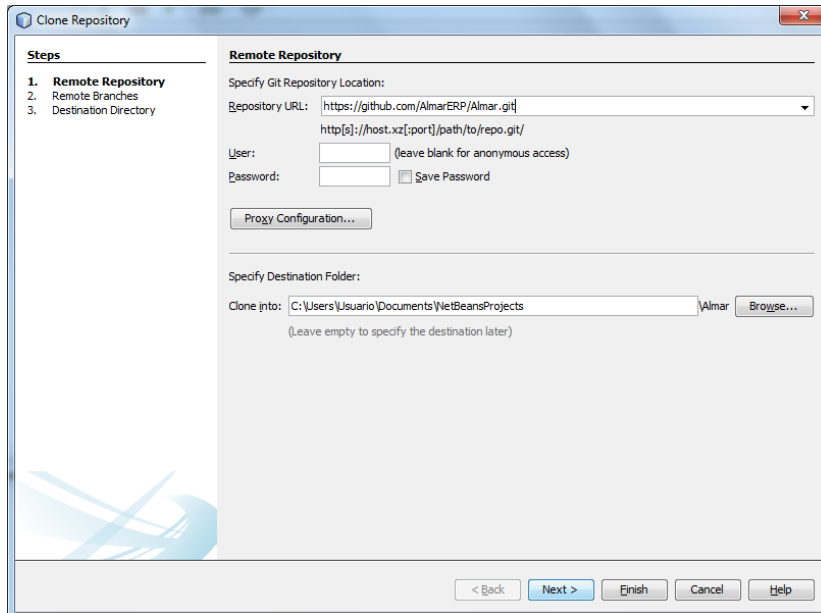 Clone Repository
Steps
1. Remote Repository
2. Remote Branches
3. Destination Directory
Remote Repository
Specify Git Repository Location:
Repository URL: https://github.com/AlmarERP/Almar.git
http[s]://host.xz[:port]/path/to/repo.git/
User: (leave blank for anonymous access)
Password: Save Password
Proxy Configuration...
Specify Destination Folder:
Clone into: C:\Users\Usuario\Documents\NetBeansProjects \Almar Browse...
(Leave empty to specify the destination later)
< Back Next > Finish Cancel Help